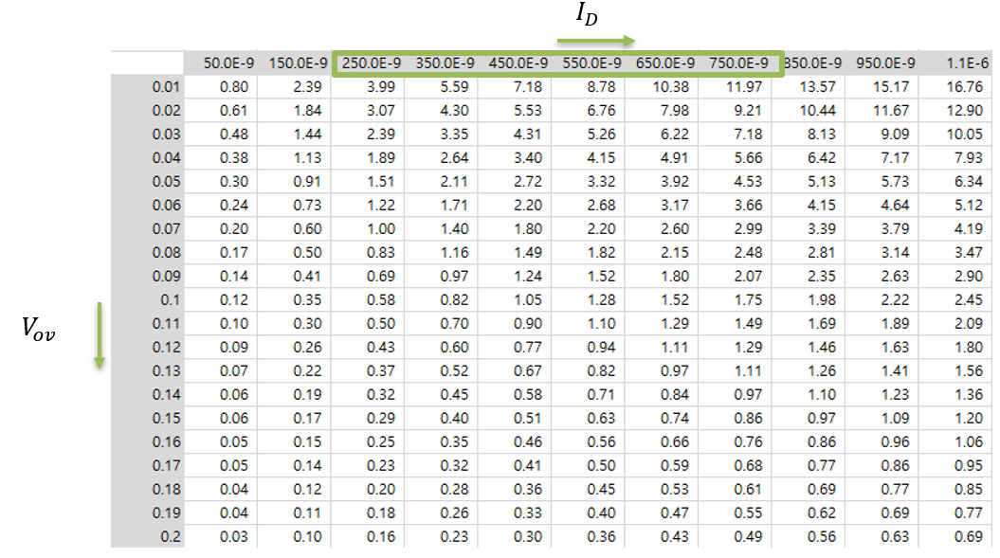 I_D
50.0E-9 150.0E-9 250.0E-9 350.0E-9 450.0E-9 550.0E-9 650.0E-9 750.0E-9 850.0E-9 950.0E-9 1.1E-6
0.01 0.80 2.39 3.99 5.59 7.18 8.78 10.38 11.97 13.57 15.17 16.76
0.02 0.61 1.84 3.07 4.30 5.53 6.76 7.98 9.21 10.44 11.67 12.90
0.03 0.48 1.44 2.39 3.35 4.31 5.26 6.22 7.18 8.13 9.09 10.05
0.04 0.38 1.13 1.89 2.64 3.40 4.15 4.91 5.66 6.42 7.17 7.93
0.05 0.30 0.91 1.51 2.11 2.72 3.32 3.92 4.53 5.13 5.73 6.34
0.06 0.24 0.73 1.22 1.71 2.20 2.68 3.17 3.66 4.15 4.64 5.12
0.07 0.20 0.60 1.00 1.40 1.80 2.20 2.60 2.99 3.39 3.79 4.19
0.08 0.17 0.50 0.83 1.16 1.49 1.82 2.15 2.48 2.81 3.14 3.47
0.09 0.14 0.41 0.69 0.97 1.24 1.52 1.80 2.07 2.35 2.63 2.90
0.1 0.12 0.35 0.58 0.82 1.05 1.28 1.52 1.75 1.98 2.22 2.45
0.11 0.10 0.30 0.50 0.70 0.90 1.10 1.29 1.49 1.69 1.89 2.09
V_ov
0.12 0.09 0.26 0.43 0.60 0.77 0.94 1.11 1.29 1.46 1.63 1.80
0.13 0.07 0.22 0.37 0.52 0.67 0.82 0.97 1.11 1.26 1.41 1.56
0.14 0.06 0.19 0.32 0.45 0.58 0.71 0.84 0.97 1.10 1.23 1.36
0.15 0.06 0.17 0.29 0.40 0.51 0.63 0.74 0.86 0.97 1.09 1.20
0.16 0.05 0.15 0.25 0.35 0.46 0.56 0.66 0.76 0.86 0.96 1.06
0.17 0.05 0.14 0.23 0.32 0.41 0.50 0.59 0.68 0.77 0.86 0.95
0.18 0.04 0.12 0.20 0.28 0.36 0.45 0.53 0.61 0.69 0.77 0.85
0.19 0.04 0.11 0.18 0.26 0.33 0.40 0.47 0.55 0.62 0.69 0.77
0.2 0.03 0.10 0.16 0.23 0.30 0.36 0.43 0.49 0.56 0.63 0.69